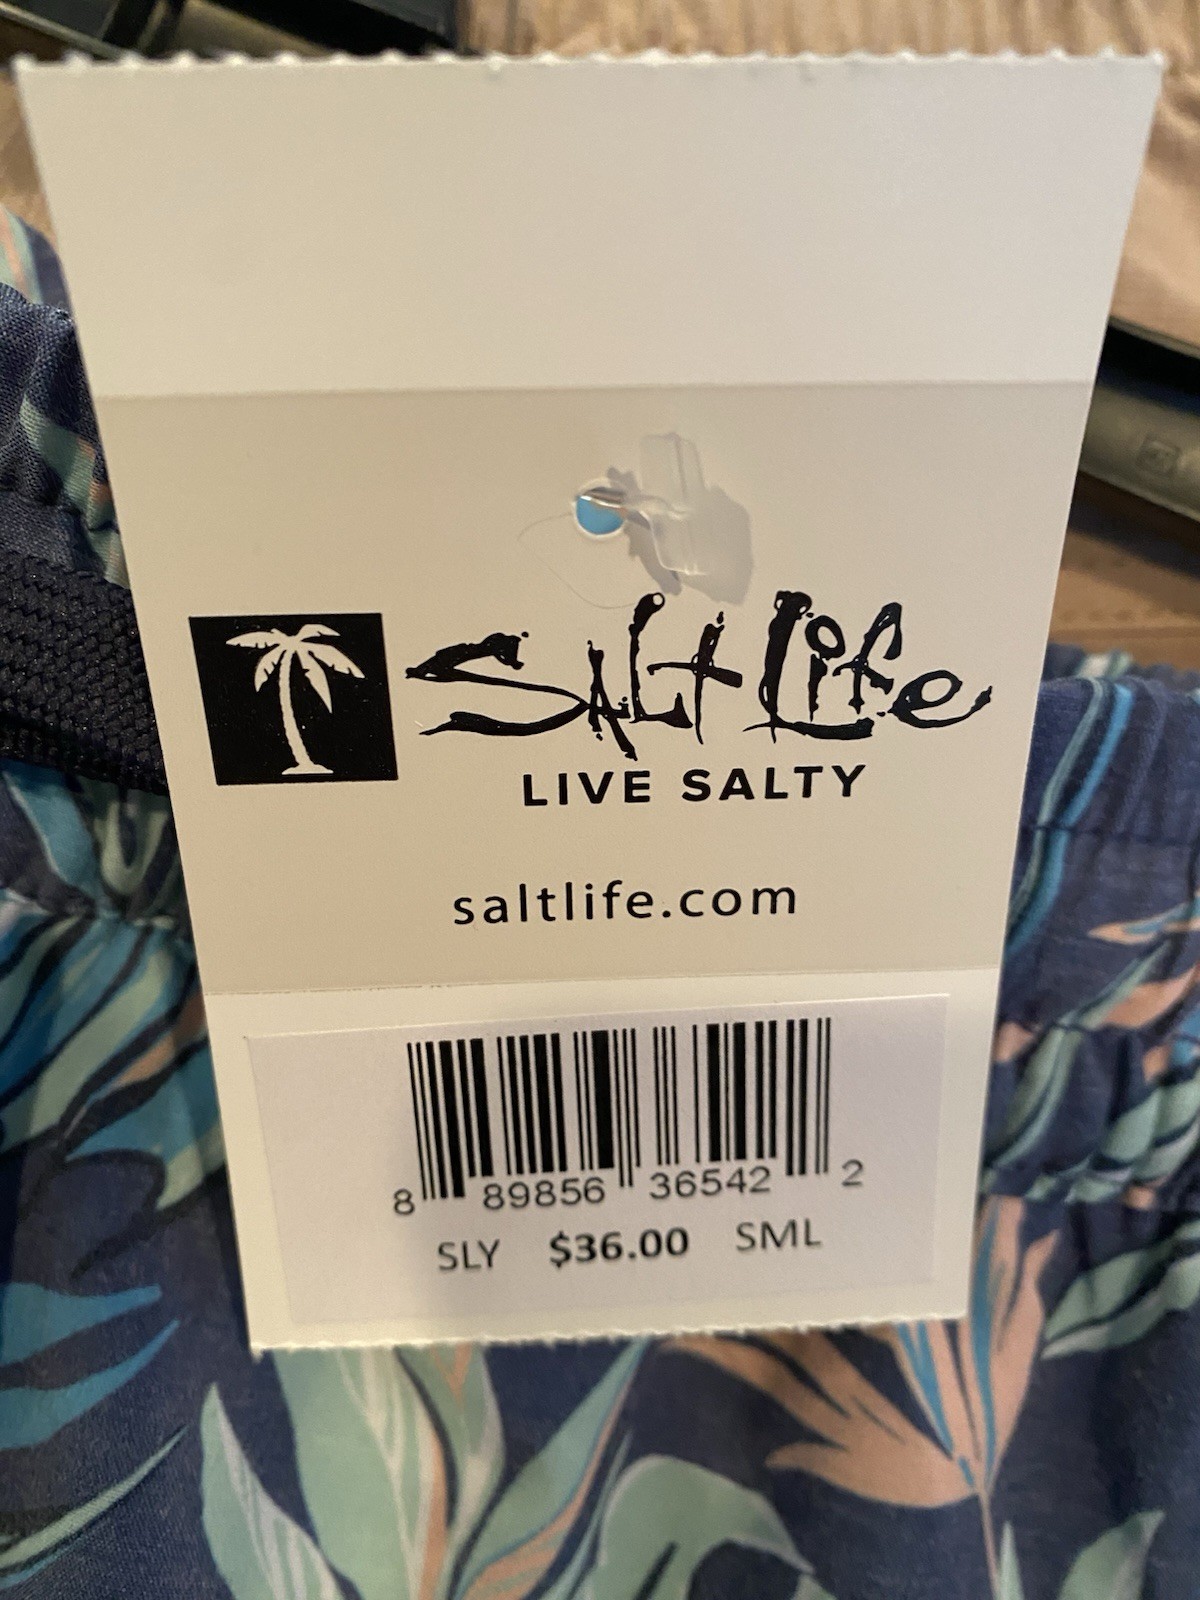 Salt Life
LIVE SALTY
saltlife.com
8 89856 36542 2
SLY $36.00 SML